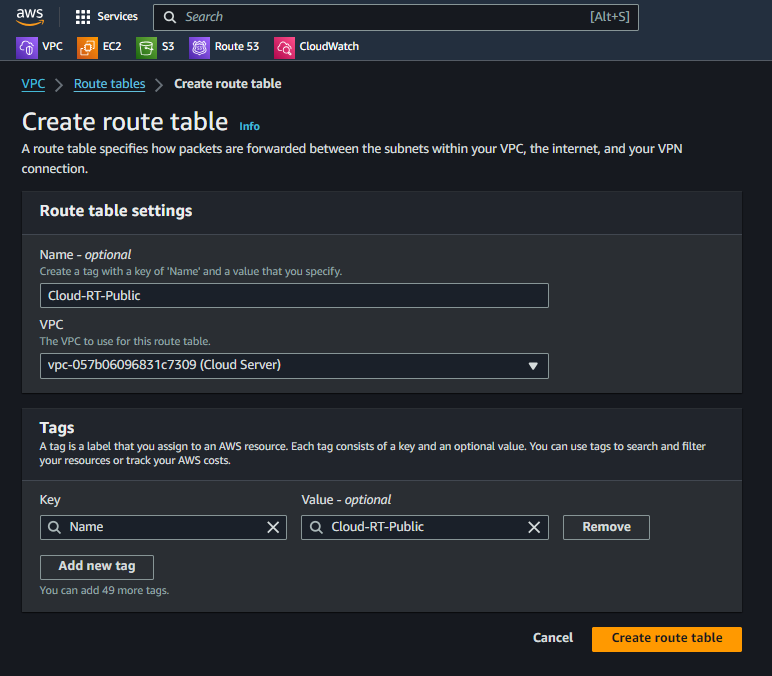 aws
Services
Search
[Alt+S]
VPC
EC2
S3
Route 53
CloudWatch
VPC
Route tables
Create route table
Create route table
Info
A route table specifies how packets are forwarded between the subnets within your VPC, the internet, and your VPN
connection.
Route table settings
Name - optional
Create a tag with a key of 'Name' and a value that you specify.
Cloud-RT-Public
VPC
The VPC to use for this route table.
vpc-057b06096831c7309 (Cloud Server)
Tags
A tag is a label that you assign to an AWS resource. Each tag consists of a key and an optional value. You can use tags to search and filter
your resources or track your AWS costs.
Key
Value - optional
Name
Cloud-RT-Public
Remove
Add new tag
You can add 49 more tags.
Cancel
Create route table